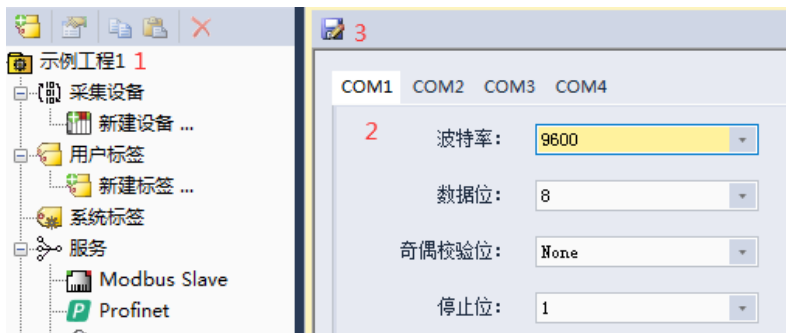 示例工程1 1
采集设备
新建设备 ...
用户标签
新建标签 ...
系统标签
服务
Modbus Slave
Profinet
3
COM1 COM2 COM3 COM4
2
波特率: 9600
数据位: 8
奇偶校验位: None
停止位: 1